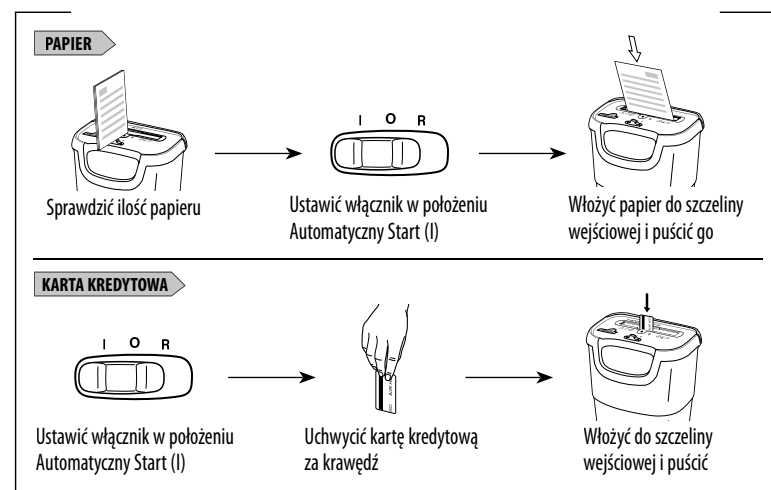 PAPIER
I O R
Sprawdzić ilość papieru
Ustawić włącznik w położeniu
Automatyczny Start (I)
Włożyć papier do szczeliny
wejściowej i puścić go
KARTA KREDYTOWA
I O R
Ustawić włącznik w położeniu
Automatyczny Start (I)
Uchwycić kartę kredytową
za krawędź
Włożyć do szczeliny
wejściowej i puścić